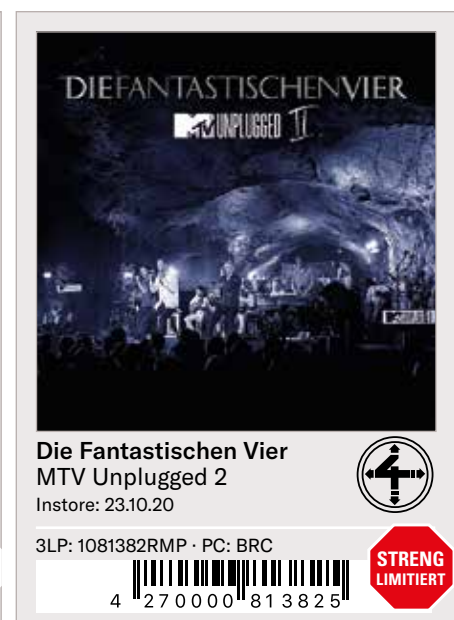 DIEFANTASTISCHENVIER
MTV UNPLUGGED II
Die Fantastischen Vier
MTV Unplugged 2
Instore: 23.10.20
4
3LP: 1081382RMP · PC: BRC
STRENG
LIMITIERT
4 270000 813825